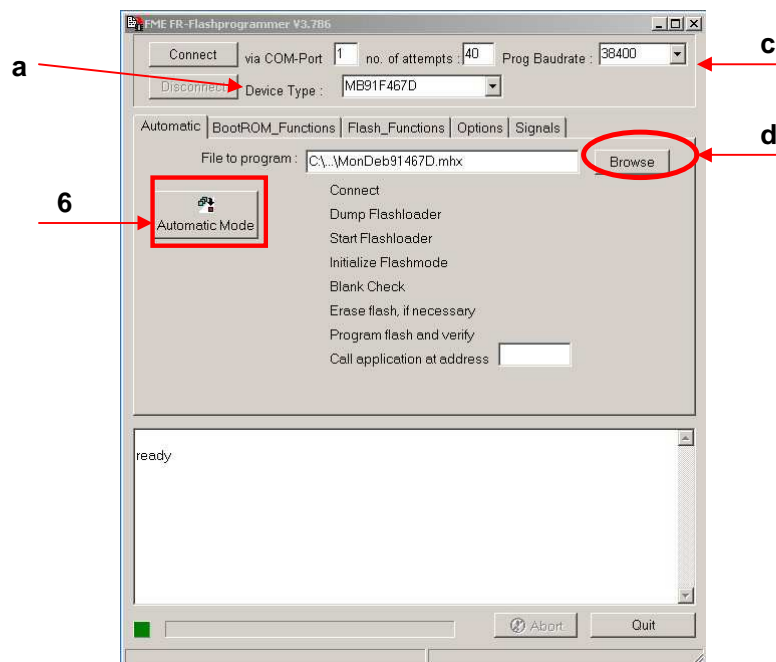 FME FR-Flashprogrammer V3.7B6
Connect via COM-Port 1 no. of attempts : 40 Prog Baudrate : 38400
c
a
Disconnect Device Type : MB91F467D
Automatic BootROM_Functions Flash_Functions Options Signals
d
File to program : C:\...\MonDeb91467D.mhx Browse
6
Automatic Mode
Connect
Dump Flashloader
Start Flashloader
Initialize Flashmode
Blank Check
Erase flash, if necessary
Program flash and verify
Call application at address
ready
Abort Quit